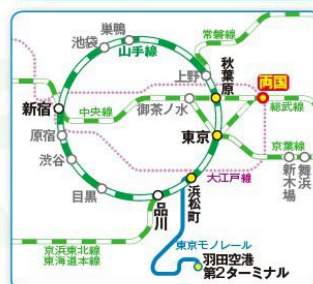 巣鴨
池袋
山手線
常磐線
上野
秋葉原
両国
新宿
中央線
御茶ノ水
総武線
原宿
東京
京葉線
渋谷
大江戸線
新木場
舞浜
目黒
品川
浜松町
京浜東北線
東海道本線
東京モノレール
羽田空港
第2ターミナル